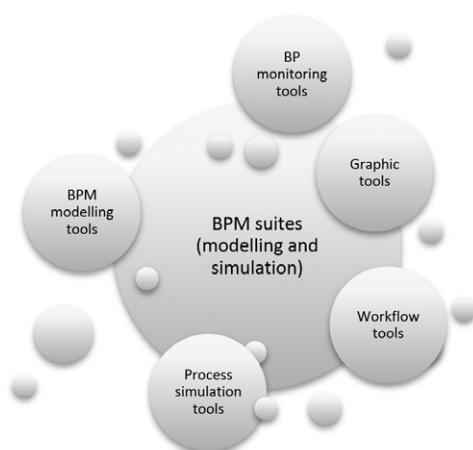 BP
monitoring
tools
Graphic
tools
BPM
modelling
tools
BPM suites
(modelling and
simulation)
Workflow
tools
Process
simulation
tools